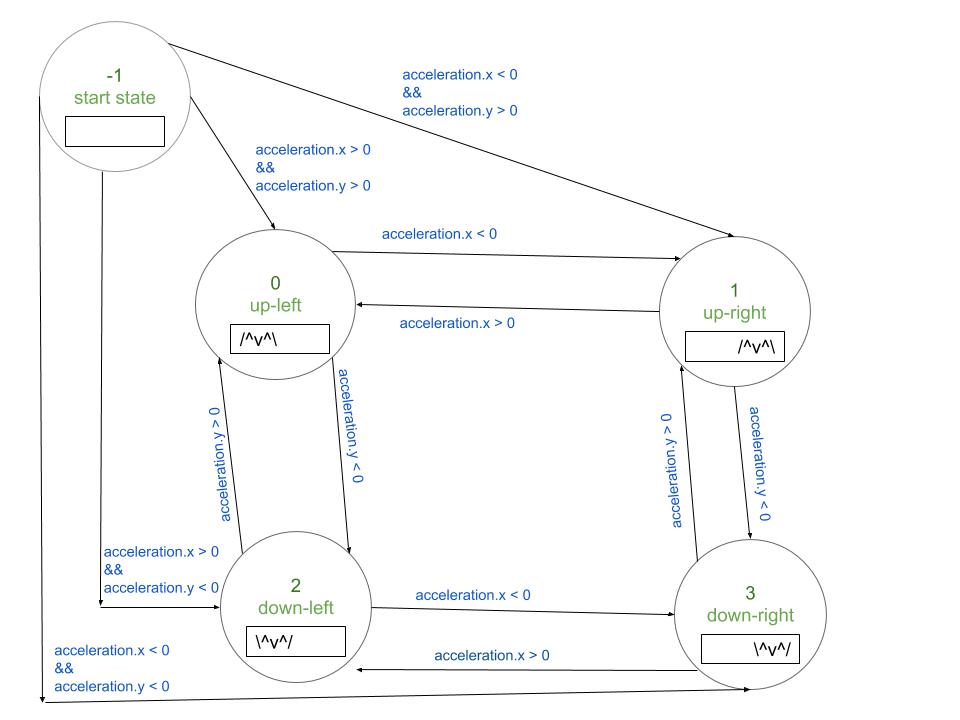 -1
start state
acceleration.x < 0
&&
acceleration.y > 0
acceleration.x > 0
&&
acceleration.y > 0
acceleration.x < 0
0
up-left
/^v^\
1
up-right
/^v^\
acceleration.x > 0
acceleration.y > 0
acceleration.y < 0
acceleration.y > 0
acceleration.y < 0
acceleration.x > 0
&&
acceleration.y < 0
2
down-left
\^v^/
acceleration.x < 0
3
down-right
\^v^/
acceleration.x > 0
acceleration.x < 0
&&
acceleration.y < 0